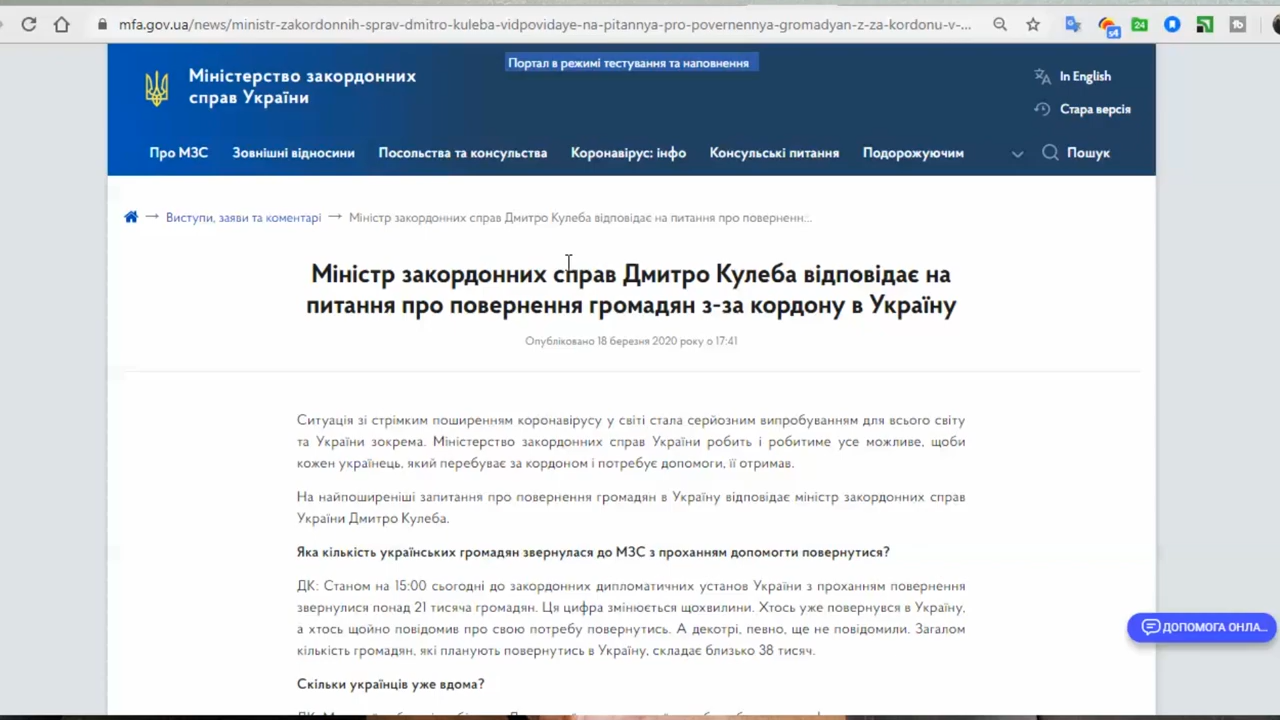 mfa.gov.ua/news/ministr-zakordonnih-sprav-dmitro-kuleba-vidpovidaye-na-pitannya-pro-povernennya-gromadyan-z-za-kordonu-v-...
s4
24
Міністерство закордонних
справ України
Портал в режимі тестування та наповнення
In English
Стара версія
Про МЗС Зовнішні відносини Посольства та консульства Коронавірус: інфо Консульські питання Подорожуючим Пошук
Виступи, заяви та коментарі → Міністр закордонних справ Дмитро Кулеба відповідає на питання про поверненн...
Міністр закордонних справ Дмитро Кулеба відповідає на
питання про повернення громадян з-за кордону в Україну
Опубліковано 18 березня 2020 року о 17:41
Ситуація зі стрімким поширенням коронавірусу у світі стала серйозним випробуванням для всього світу
та України зокрема. Міністерство закордонних справ України робить і робитиме усе можливе, щоби
кожен українець, який перебуває за кордоном і потребує допомоги, її отримав.
На найпоширеніші запитання про повернення громадян в Україну відповідає міністр закордонних справ
України Дмитро Кулеба.
Яка кількість українських громадян звернулася до МЗС з проханням допомогти повернутися?
ДК: Станом на 15:00 сьогодні до закордонних дипломатичних установ України з проханням повернення
звернулися понад 21 тисяча громадян. Ця цифра змінюється щохвилини. Хтось уже повернувся в Україну,
а хтось щойно повідомив про свою потребу повернутись. А декотрі, певно, ще не повідомили. Загалом
кількість громадян, які планують повернутись в Україну, складає близько 38 тисяч.
ДОПОМОГА ОНЛА...
Скільки українців уже вдома?